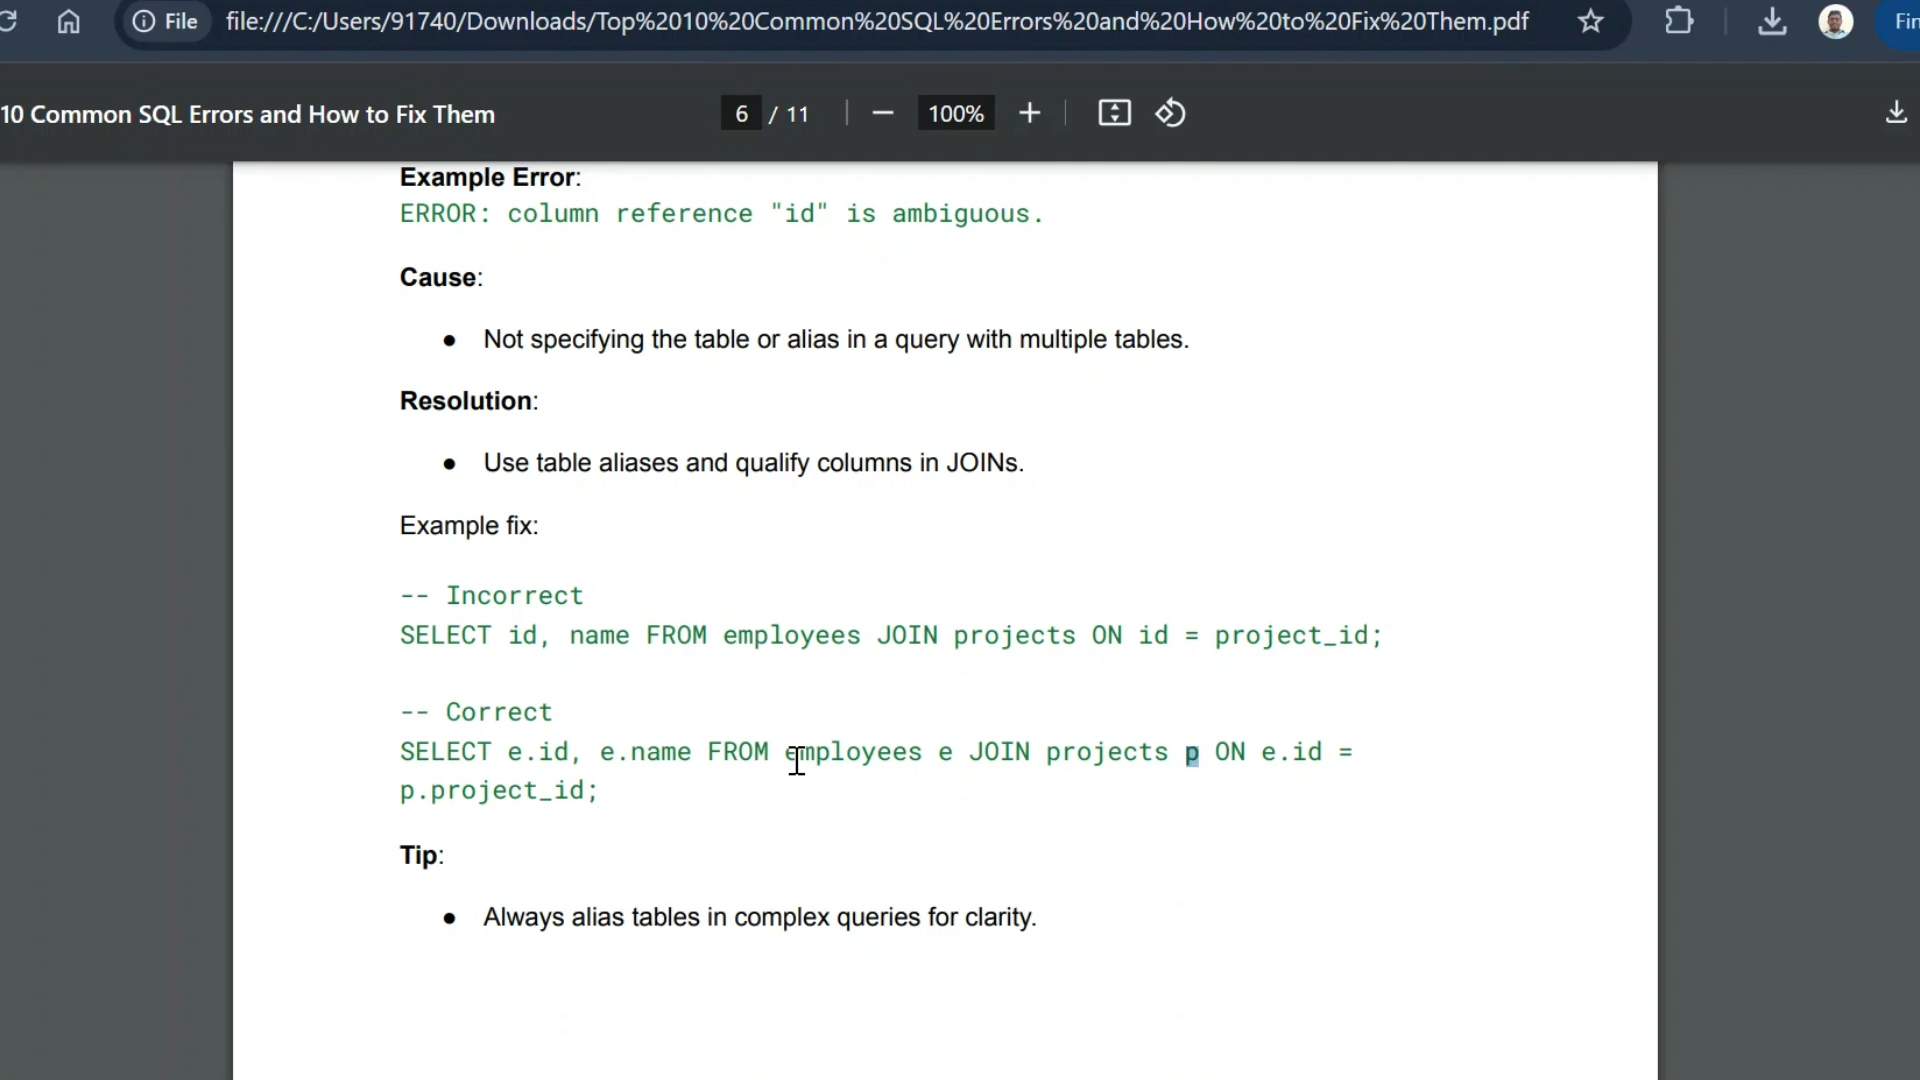 File
file:///C:/Users/91740/Downloads/Top%2010%20Common%20SQL%20Errors%20and%20How%20to%20Fix%20Them.pdf
Fin
10 Common SQL Errors and How to Fix Them
6 / 11
100%
Example Error:
ERROR: column reference "id" is ambiguous.
Cause:
● Not specifying the table or alias in a query with multiple tables.
Resolution:
● Use table aliases and qualify columns in JOINs.
Example fix:
-- Incorrect
SELECT id, name FROM employees JOIN projects ON id = project_id;
-- Correct
SELECT e.id, e.name FROM employees e JOIN projects p ON e.id =
p.project_id;
Tip:
● Always alias tables in complex queries for clarity.